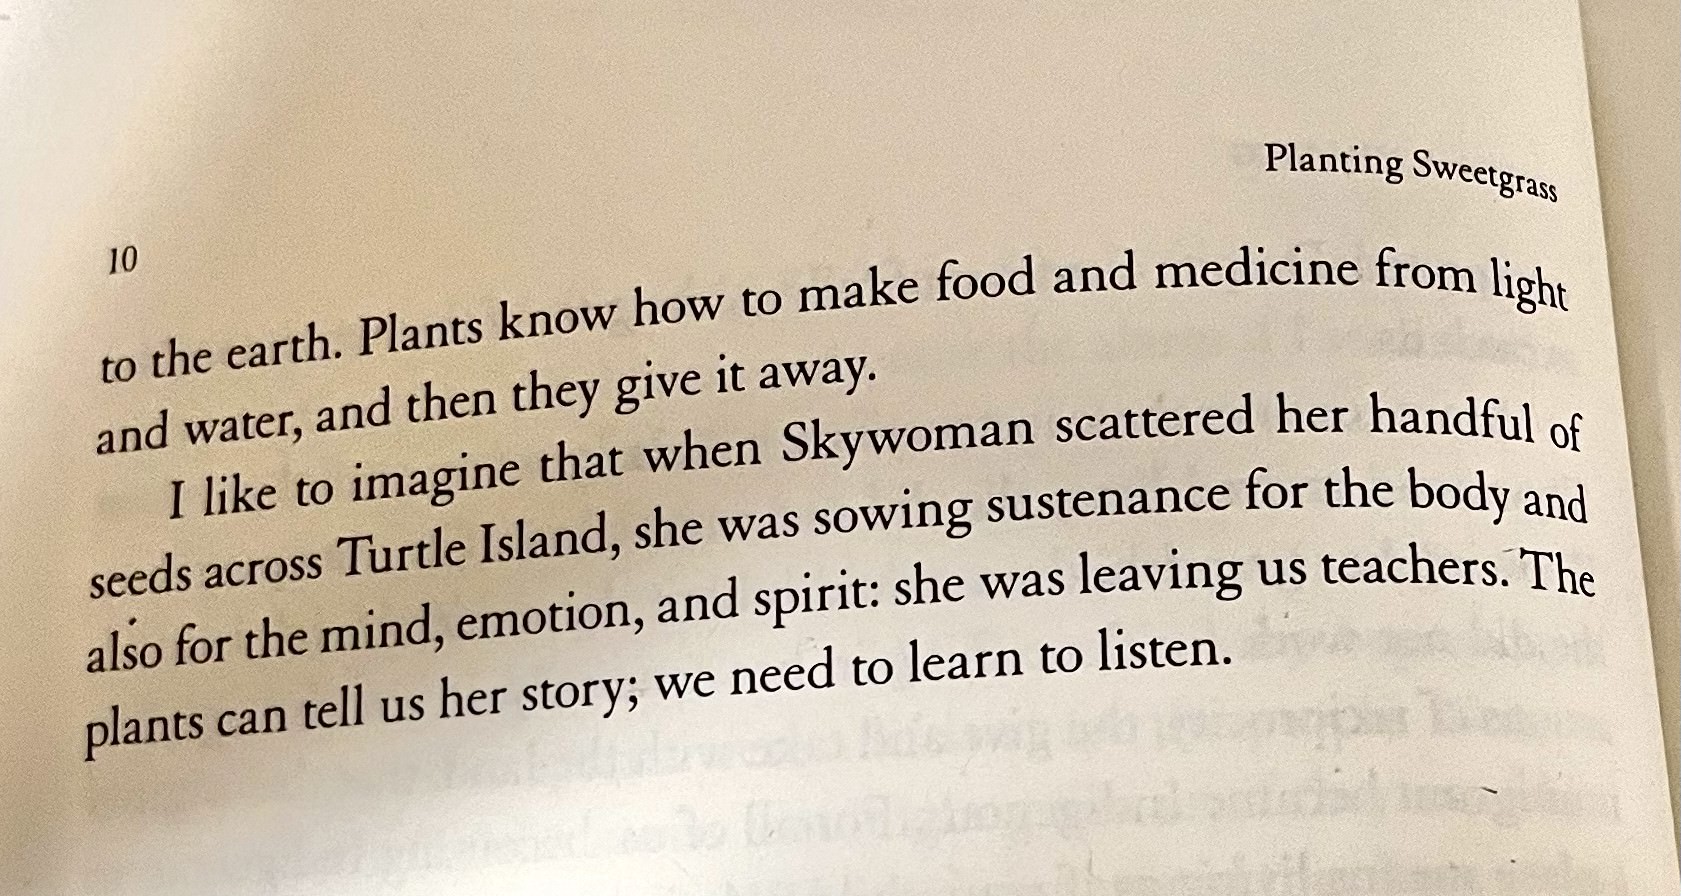 Planting Sweetgrass
10
to the earth. Plants know how to make food and medicine from light
and water, and then they give it away.
I like to imagine that when Skywoman scattered her handful of
seeds across Turtle Island, she was sowing sustenance for the body and
also for the mind, emotion, and spirit: she was leaving us teachers. The
plants can tell us her story; we need to learn to listen.